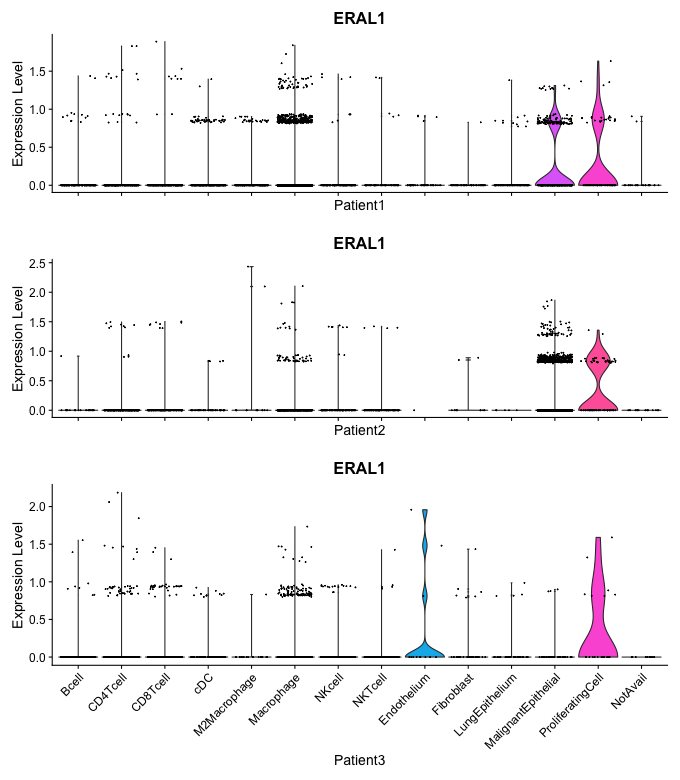 ERAL1
Expression Level
1.5
1.0
0.5
0.0
Patient1
ERAL1
Expression Level
2.5
2.0
1.5
1.0
0.5
0.0
Patient2
ERAL1
Expression Level
2.0
1.5
1.0
0.5
0.0
Bcell
CD4Tcell
CD8Tcell
cDC
M2Macrophage
Macrophage
NKcell
NKTcell
Endothelium
Fibroblast
LungEpithelium
MalignantEpithelial
ProliferatingCell
NotAvail
Patient3